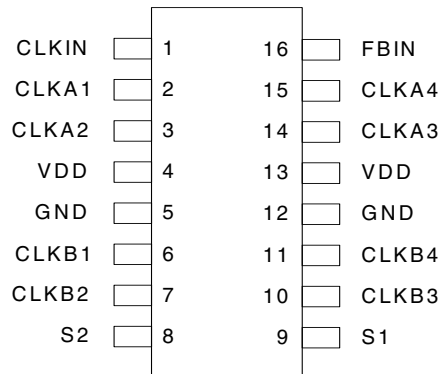 CLKIN 1 16 FBIN
CLKA1 2 15 CLKA4
CLKA2 3 14 CLKA3
VDD 4 13 VDD
GND 5 12 GND
CLKB1 6 11 CLKB4
CLKB2 7 10 CLKB3
S2 8 9 S1